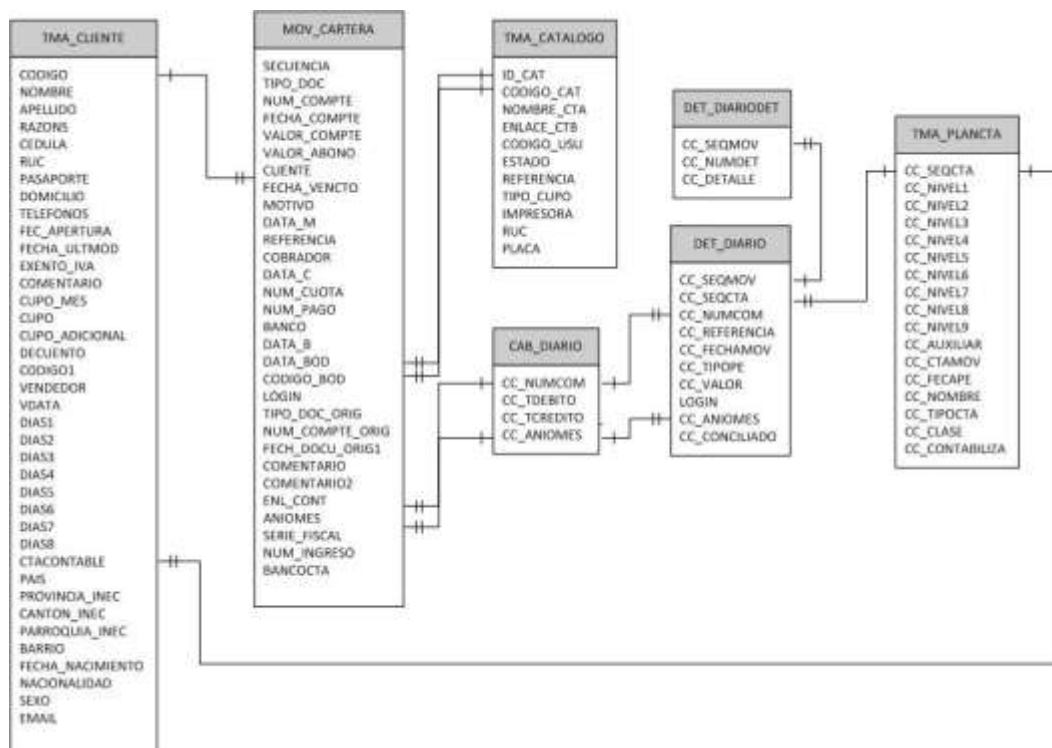 TMA_CLIENTE
CODIGO
NOMBRE
APELLIDO
RAZONS
CEDULA
RUC
PASAPORTE
DOMICILIO
TELEFONOS
FEC_APERTURA
FECHA_ULTMOD
EXENTO_IVA
COMENTARIO
CUPO_MES
CUPO
CUPO_ADICIONAL
DECUENTO
CODIGO1
VENDEDOR
VDATA
DIAS1
DIAS2
DIAS3
DIAS4
DIAS5
DIAS6
DIAS7
DIAS8
CTACONTABLE
PAIS
PROVINCIA_INEC
CANTON_INEC
PARROQUIA_INEC
BARRIO
FECHA_NACIMIENTO
NACIONALIDAD
SEXO
EMAIL
MOV_CARTERA
SECUENCIA
TIPO_DOC
NUM_COMPTE
FECHA_COMPTE
VALOR_COMPTE
VALOR_ABONO
CLIENTE
FECHA_VENCTO
MOTIVO
DATA_M
REFERENCIA
COBRADOR
DATA_C
NUM_CUOTA
NUM_PAGO
BANCO
DATA_B
DATA_BOD
CODIGO_BOD
LOGIN
TIPO_DOC_ORIG
NUM_COMPTE_ORIG
FECH_DOCU_ORIG1
COMENTARIO
COMENTARIO2
ENL_CONT
ANIOMES
SERIE_FISCAL
NUM_INGRESO
BANCOCTA
TMA_CATALOGO
ID_CAT
CODIGO_CAT
NOMBRE_CTA
ENLACE_CTB
CODIGO_USU
ESTADO
REFERENCIA
TIPO_CUPO
IMPRESORA
RUC
PLACA
CAB_DIARIO
CC_NUMCOM
CC_TDEBITO
CC_TCREDITO
CC_ANIOMES
DET_DIARIODET
CC_SEQMOV
CC_NUMDET
CC_DETALLE
DET_DIARIO
CC_SEQMOV
CC_SEQCTA
CC_NUMCOM
CC_REFERENCIA
CC_FECHAMOV
CC_TIPOPE
CC_VALOR
LOGIN
CC_ANIOMES
CC_CONCILIADO
TMA_PLANCTA
CC_SEQCTA
CC_NIVEL1
CC_NIVEL2
CC_NIVEL3
CC_NIVEL4
CC_NIVEL5
CC_NIVEL6
CC_NIVEL7
CC_NIVEL8
CC_NIVEL9
CC_AUXILIAR
CC_CTAMOV
CC_FECAPE
CC_NOMBRE
CC_TIPOCTA
CC_CLASE
CC_CONTABILIZA